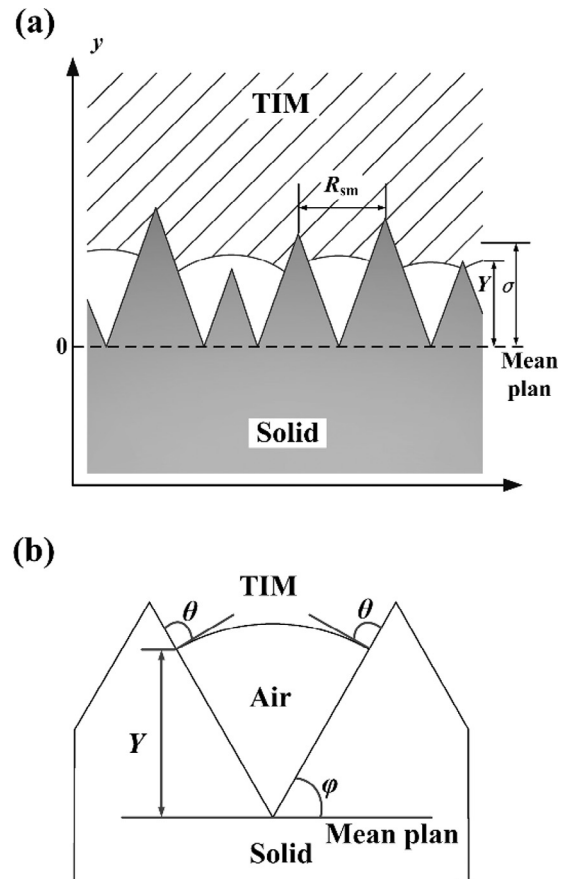 (a)
y
TIM
Rsm
Y
σ
0
Mean
plan
Solid
(b)
TIM
θ
θ
Air
Y
φ
Mean plan
Solid